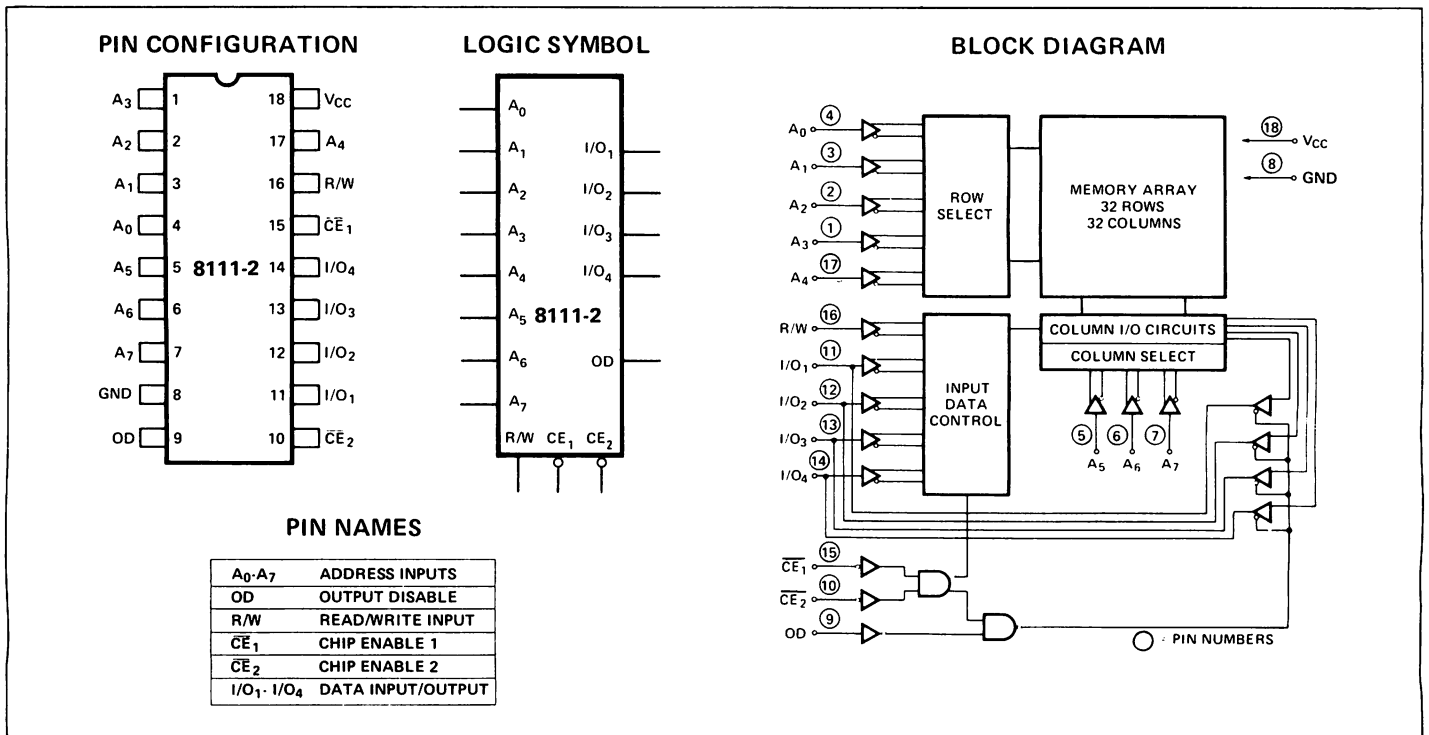 PIN CONFIGURATION
A3 1 18 VCC
A2 2 17 A4
A1 3 16 R/W
A0 4 15 C̅E̅1
A5 5 8111-2 14 I/O4
A6 6 13 I/O3
A7 7 12 I/O2
GND 8 11 I/O1
OD 9 10 C̅E̅2
LOGIC SYMBOL
A0
A1 I/O1
A2 I/O2
A3 I/O3
A4 I/O4
A5 8111-2
A6 OD
A7
R/W CE1 CE2
PIN NAMES
A0-A7 ADDRESS INPUTS
OD OUTPUT DISABLE
R/W READ/WRITE INPUT
C̅E̅1 CHIP ENABLE 1
C̅E̅2 CHIP ENABLE 2
I/O1- I/O4 DATA INPUT/OUTPUT
BLOCK DIAGRAM
A0 4
A1 3
A2 2
A3 1
A4 17
ROW
SELECT
MEMORY ARRAY
32 ROWS
32 COLUMNS
18 VCC
8 GND
R/W 16
I/O1 11
I/O2 12
I/O3 13
I/O4 14
INPUT
DATA
CONTROL
COLUMN I/O CIRCUITS
COLUMN SELECT
5 6 7
A5 A6 A7
C̅E̅1 15
C̅E̅2 10
OD 9
: PIN NUMBERS